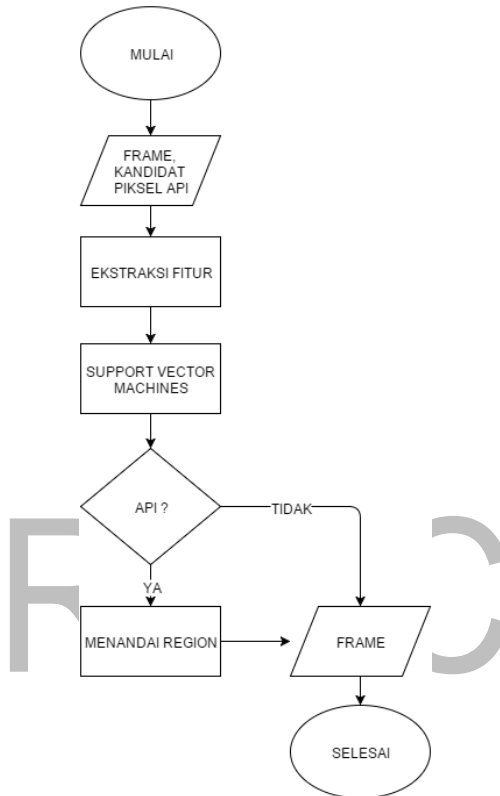 MULAI
FRAME,
KANDIDAT
PIKSEL API
EKSTRAKSI FITUR
SUPPORT VECTOR
MACHINES
API ?
TIDAK
YA
MENANDAI REGION
FRAME
SELESAI